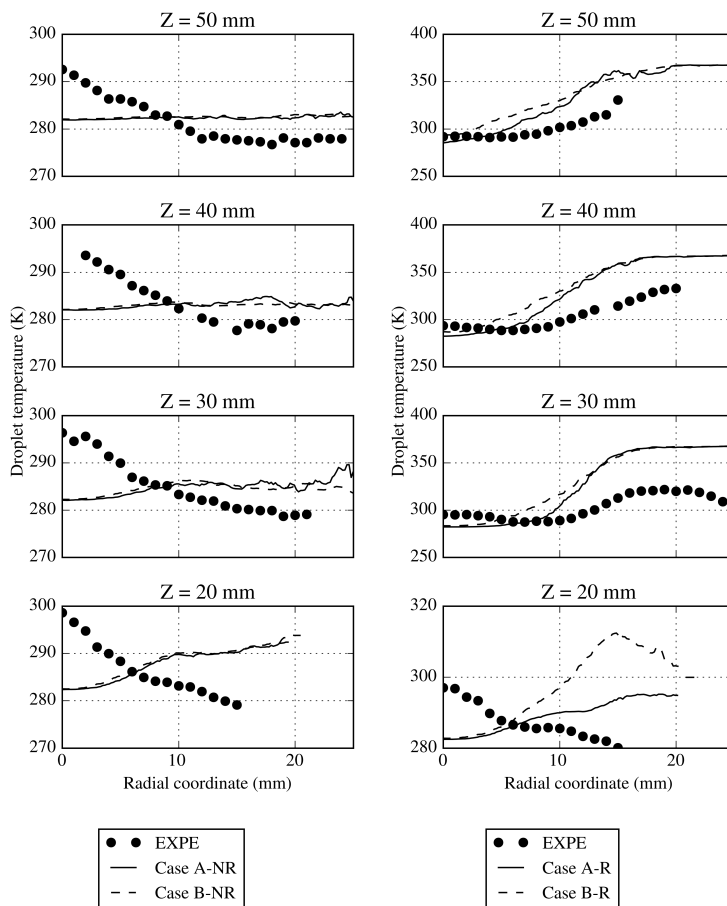 Z = 50 mm
300
290
280
270
Z = 50 mm
400
350
300
250
Z = 40 mm
300
290
280
270
Z = 40 mm
400
350
300
250
Droplet temperature (K)
Droplet temperature (K)
Z = 30 mm
300
290
280
270
Z = 30 mm
400
350
300
250
Z = 20 mm
300
290
280
270
0
10
20
Radial coordinate (mm)
Z = 20 mm
320
300
280
0
10
20
Radial coordinate (mm)
EXPE
Case A-NR
Case B-NR
EXPE
Case A-R
Case B-R